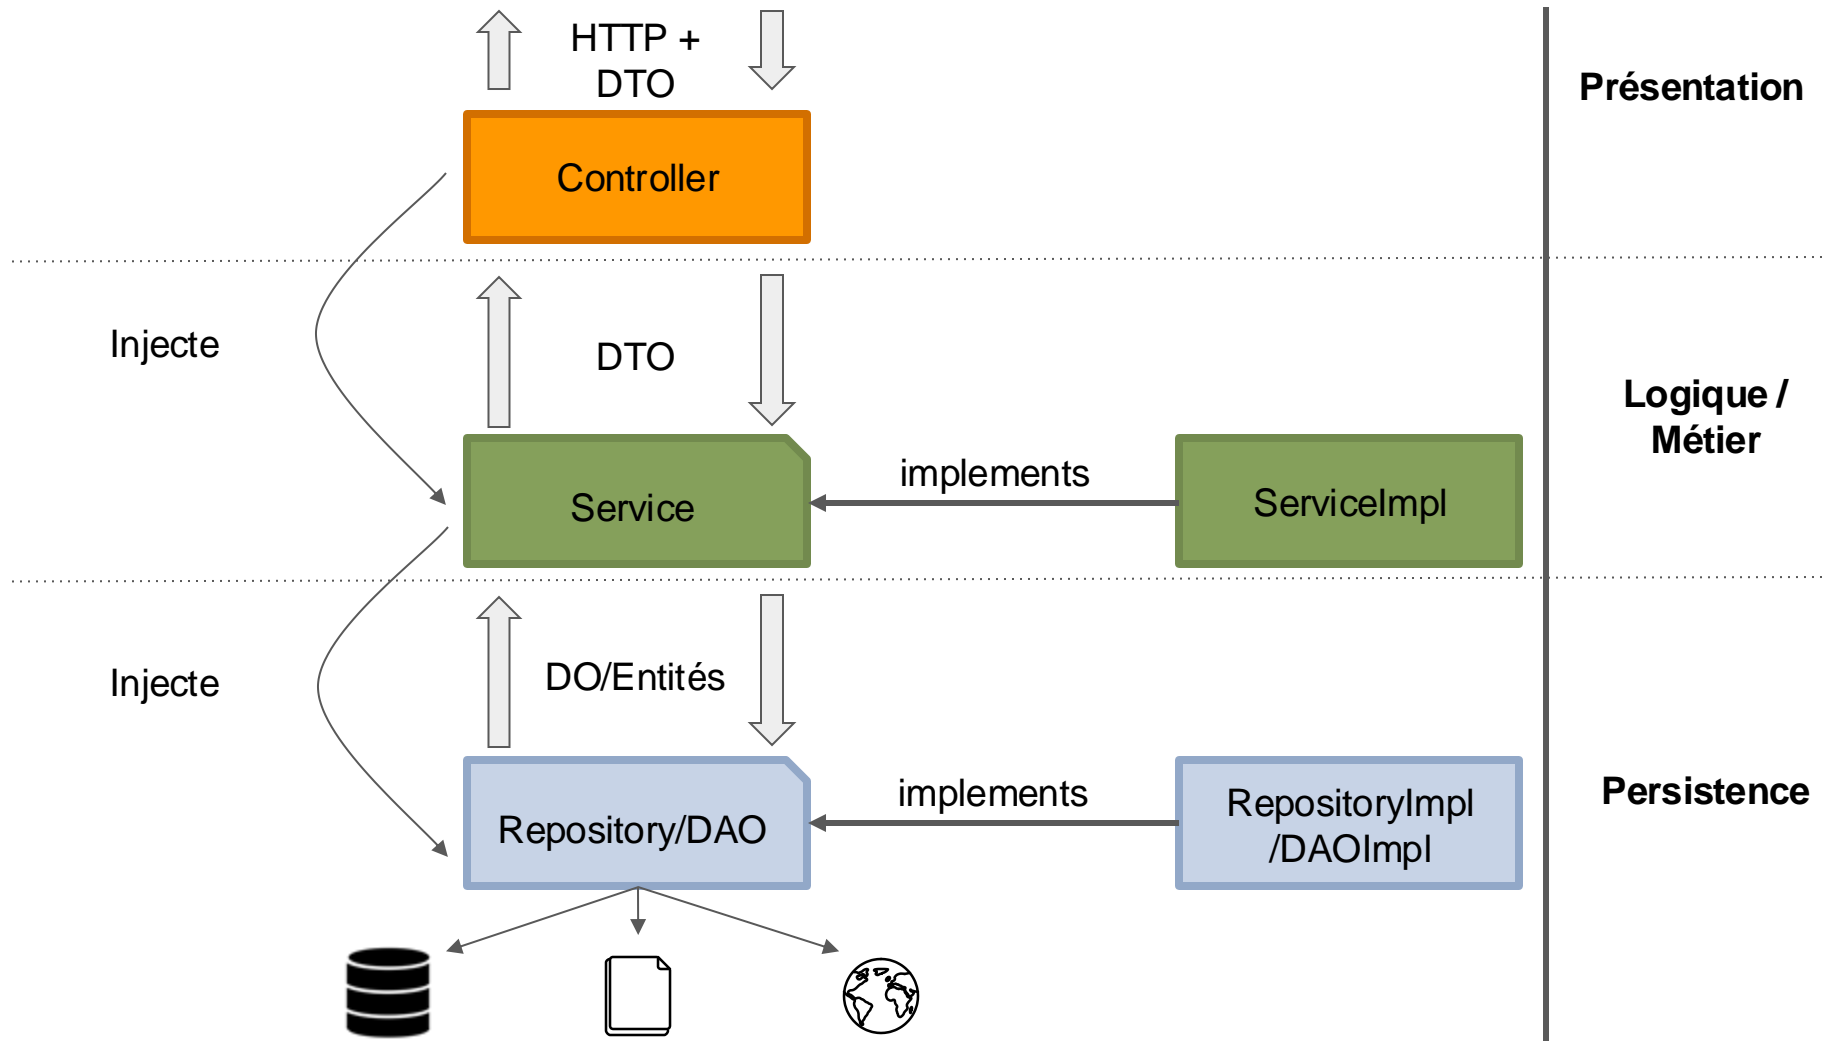 HTTP +
DTO
Présentation
Controller
Injecte
DTO
Logique /
Métier
implements
Service
ServiceImpl
Injecte
DO/Entités
implements
Persistence
Repository/DAO
RepositoryImpl
/DAOImpl